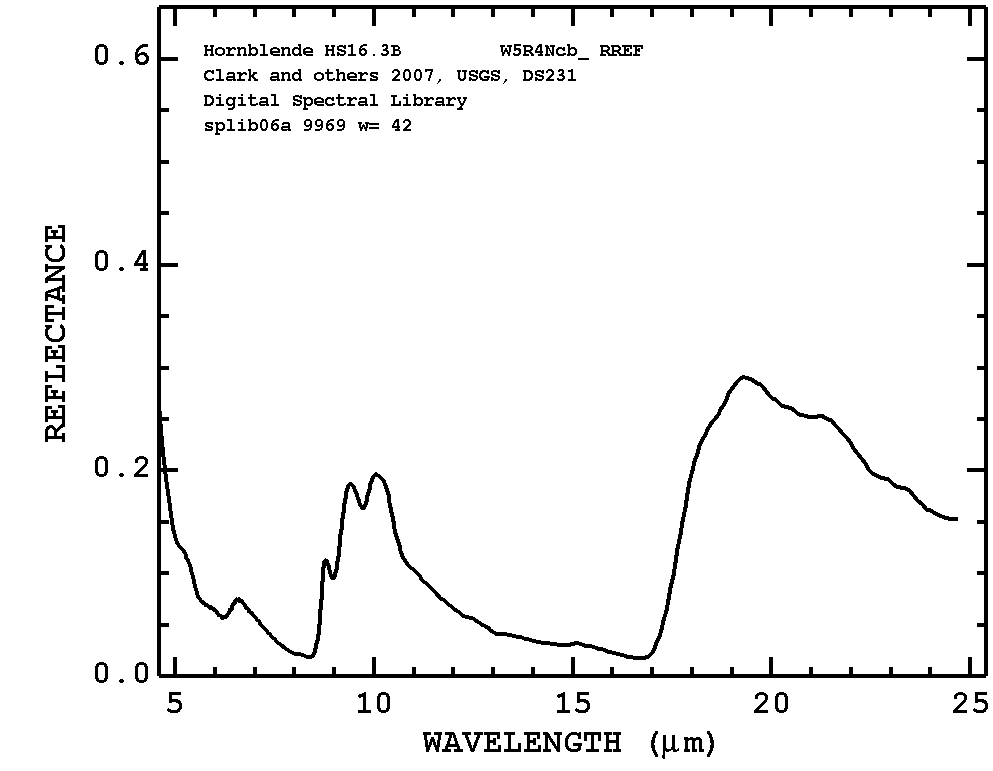 Hornblende HS16.3B W5R4Ncb_ RREF
Clark and others 2007, USGS, DS231
Digital Spectral Library
splib06a 9969 w= 42
0.6
0.4
0.2
0.0
REFLECTANCE
5 10 15 20 25
WAVELENGTH (μm)